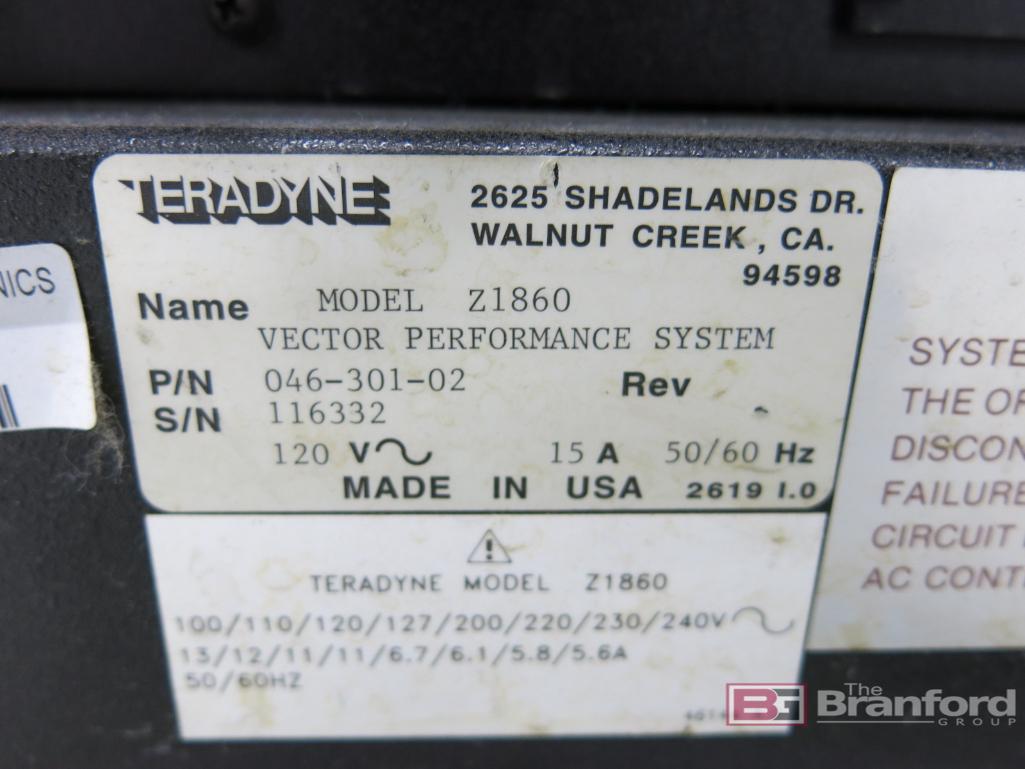 TERADYNE
2625 SHADELANDS DR.
WALNUT CREEK, CA.
94598
Name MODEL Z1860
VECTOR PERFORMANCE SYSTEM
P/N 046-301-02 Rev
S/N 116332
120 V 15 A 50/60 Hz
MADE IN USA 2619 1.0
NICS
TERADYNE MODEL Z1860
100/110/120/127/200/220/230/240V
13/12/11/11/6.7/6.1/5.8/5.6A
50/60HZ
SYSTE
THE OF
DISCON
FAILURE
CIRCUIT
AC CONT
BG The Branford GROUP